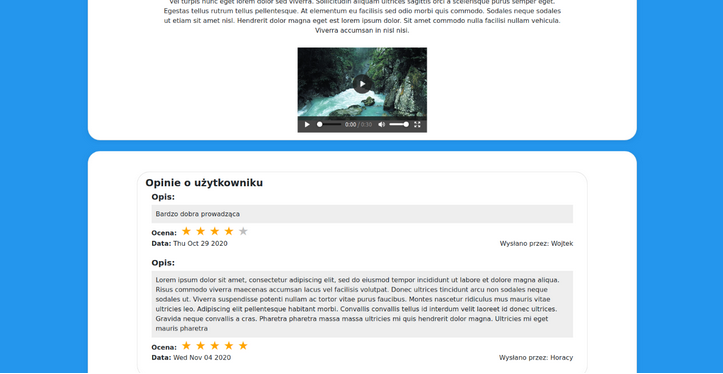 Vel turpis nunc eget lorem dolor sed viverra. Sollicitudin aliquam ultrices sagittis orci a scelerisque purus semper eget.
Egestas tellus rutrum tellus pellentesque. At elementum eu facilisis sed odio morbi quis commodo. Sodales neque sodales
ut etiam sit amet nisl. Hendrerit dolor magna eget est lorem ipsum dolor. Sit amet commodo nulla facilisi nullam vehicula.
Viverra accumsan in nisl nisi.
0:00 / 0:30
Opinie o użytkowniku
Opis:
Bardzo dobra prowadząca
Ocena:
Data: Thu Oct 29 2020 Wysłano przez: Wojtek
Opis:
Lorem ipsum dolor sit amet, consectetur adipiscing elit, sed do eiusmod tempor incididunt ut labore et dolore magna aliqua.
Risus commodo viverra maecenas accumsan lacus vel facilisis volutpat. Donec ultrices tincidunt arcu non sodales neque
sodales ut. Viverra suspendisse potenti nullam ac tortor vitae purus faucibus. Montes nascetur ridiculus mus mauris vitae
ultricies leo. Adipiscing elit pellentesque habitant morbi. Convallis convallis tellus id interdum velit laoreet id donec ultrices.
Gravida neque convallis a cras. Pharetra pharetra massa massa ultricies mi quis hendrerit dolor magna. Ultricies mi eget
mauris pharetra
Ocena:
Data: Wed Nov 04 2020 Wysłano przez: Horacy